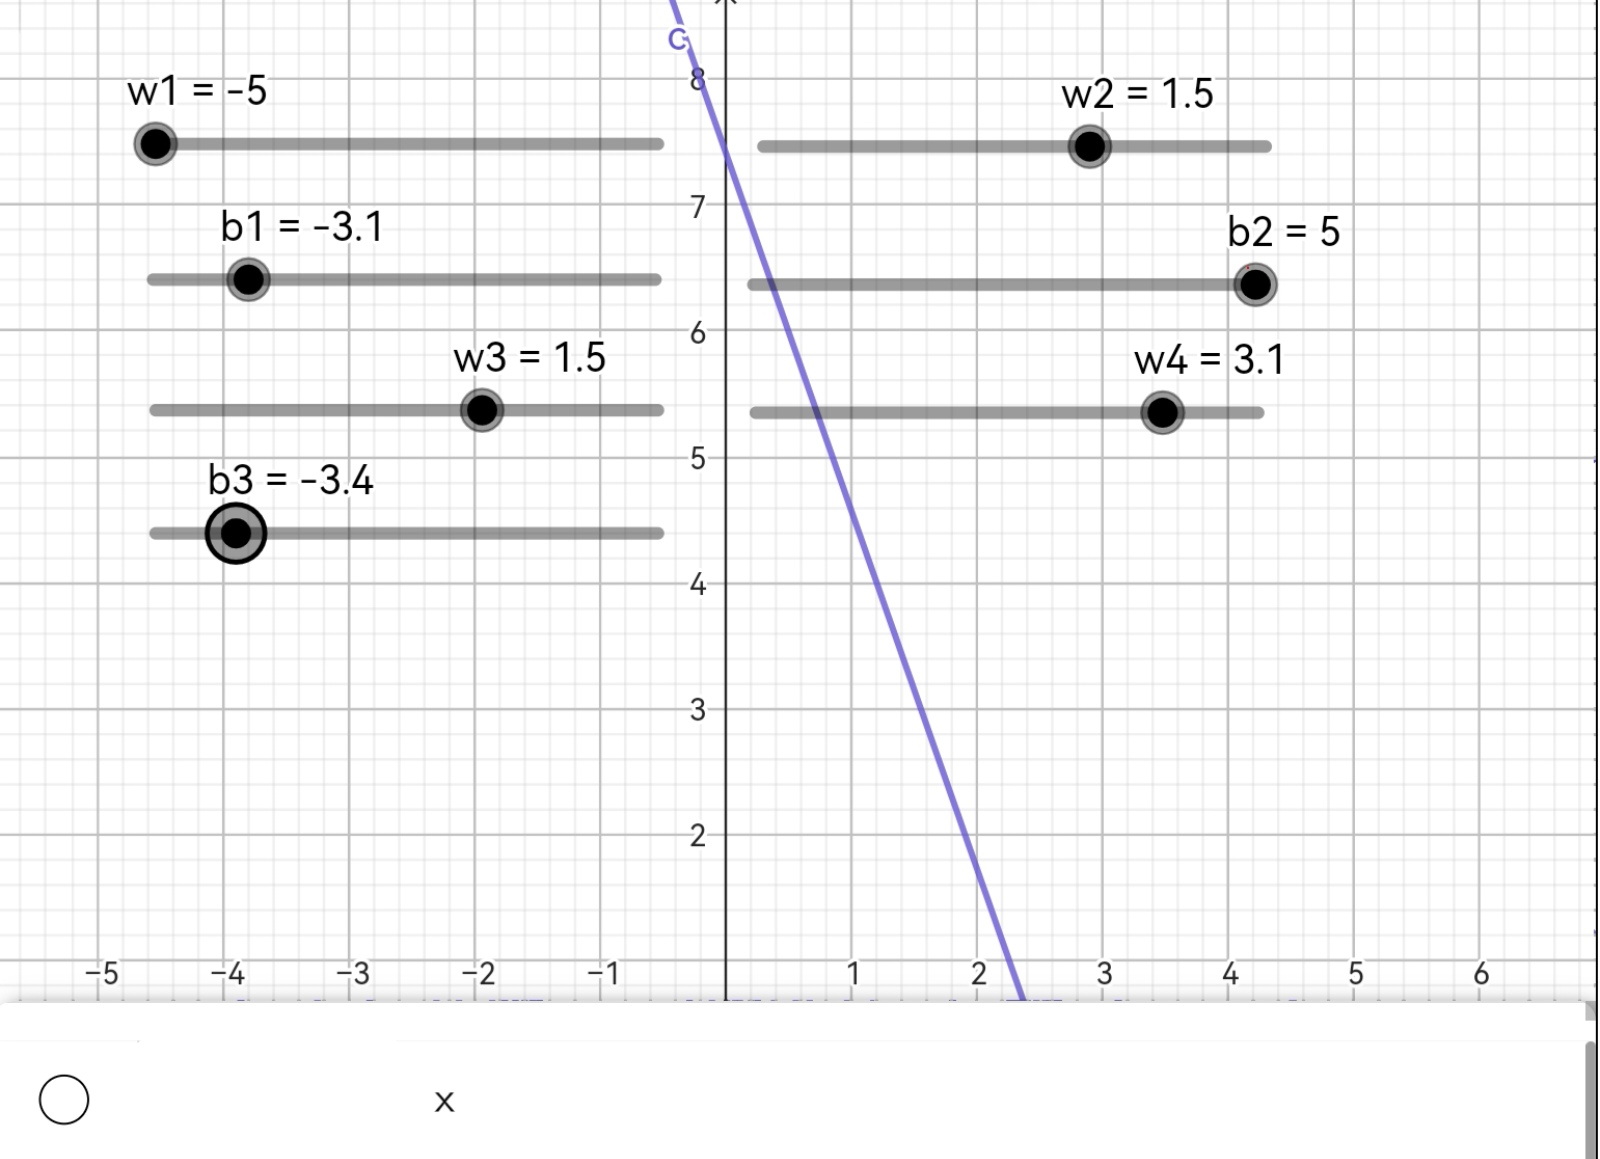 c
8
w1 = -5
w2 = 1.5
7
b1 = -3.1
b2 = 5
6
w3 = 1.5
w4 = 3.1
5
b3 = -3.4
4
3
2
-5 -4 -3 -2 -1 1 2 3 4 5 6
x